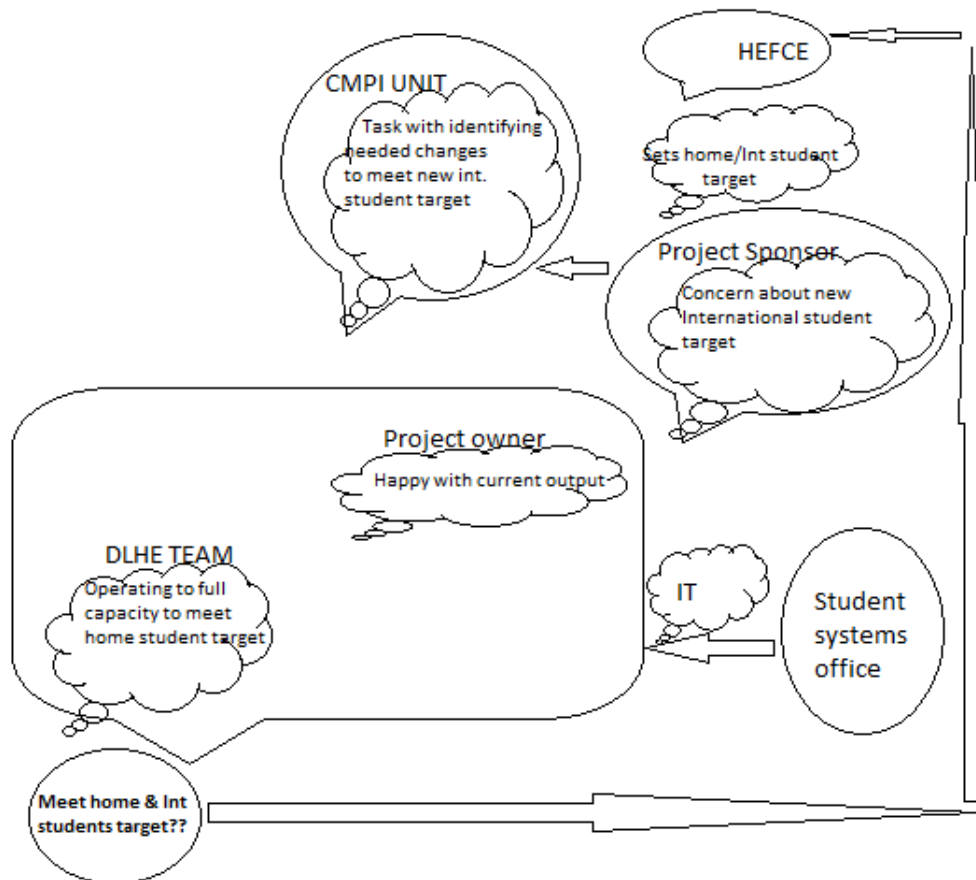 HEFCE
CMPI UNIT
Task with identifying
needed changes
to meet new int.
student target
Sets home/Int student
target
Project Sponsor
Concern about new
International student
target
Project owner
Happy with current output
DLHE TEAM
Operating to full
capacity to meet
home student target
IT
Student
systems
office
Meet home & Int
students target??